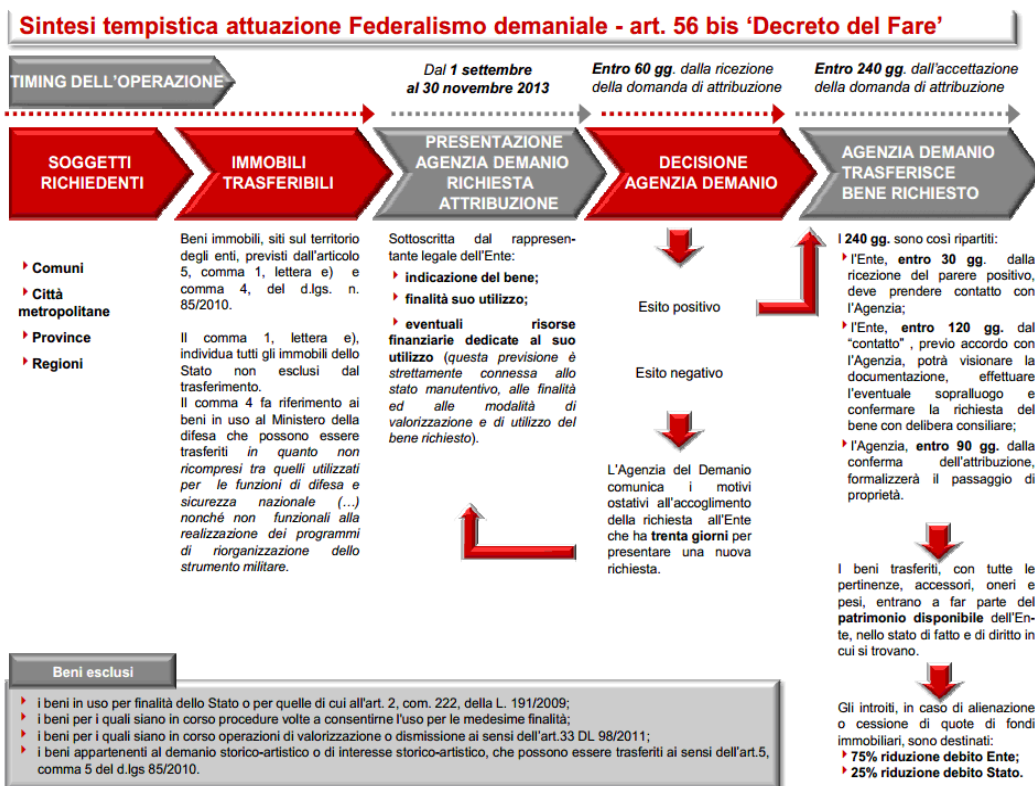 Sintesi tempistica attuazione Federalismo demaniale - art. 56 bis ‘Decreto del Fare’
TIMING DELL’OPERAZIONE
Dal 1 settembre
al 30 novembre 2013
Entro 60 gg. dalla ricezione
della domanda di attribuzione
Entro 240 gg. dall’accettazione
della domanda di attribuzione
SOGGETTI
RICHIEDENTI
IMMOBILI
TRASFERIBILI
PRESENTAZIONE
AGENZIA DEMANIO
RICHIESTA
ATTRIBUZIONE
DECISIONE
AGENZIA DEMANIO
AGENZIA DEMANIO
TRASFERISCE
BENE RICHIESTO
Comuni
Città
metropolitane
Province
Regioni
Beni immobili, siti sul territorio
degli enti, previsti dall’articolo
5, comma 1, lettera e) e
comma 4, del d.lgs. n.
85/2010.
Il comma 1, lettera e),
individua tutti gli immobili dello
Stato non esclusi dal
trasferimento.
Il comma 4 fa riferimento ai
beni in uso al Ministero della
difesa che possono essere
trasferiti in quanto non
ricompresi tra quelli utilizzati
per le funzioni di difesa e
sicurezza nazionale (…)
nonché non funzionali alla
realizzazione dei programmi
di riorganizzazione dello
strumento militare.
Sottoscritta dal rappresen-
tante legale dell’Ente:
indicazione del bene;
finalità suo utilizzo;
eventuali risorse
finanziarie dedicate al suo
utilizzo (questa previsione è
strettamente connessa allo
stato manutentivo, alle finalità
ed alle modalità di
valorizzazione e di utilizzo del
bene richiesto).
Esito positivo
Esito negativo
L’Agenzia del Demanio
comunica i motivi
ostativi all’accoglimento
della richiesta all’Ente
che ha trenta giorni per
presentare una nuova
richiesta.
I 240 gg. sono così ripartiti:
l’Ente, entro 30 gg. dalla
ricezione del parere positivo,
deve prendere contatto con
l’Agenzia;
l’Ente, entro 120 gg. dal
“contatto” , previo accordo con
l’Agenzia, potrà visionare la
documentazione, effettuare
l’eventuale sopralluogo e
confermare la richiesta del
bene con delibera consiliare;
l’Agenzia, entro 90 gg. dalla
conferma dell’attribuzione,
formalizzerà il passaggio di
proprietà.
I beni trasferiti, con tutte le
pertinenze, accessori, oneri e
pesi, entrano a far parte del
patrimonio disponibile dell’En-
te, nello stato di fatto e di diritto in
cui si trovano.
Gli introiti, in caso di alienazione
o cessione di quote di fondi
immobiliari, sono destinati:
75% riduzione debito Ente;
25% riduzione debito Stato.
Beni esclusi
i beni in uso per finalità dello Stato o per quelle di cui all'art. 2, com. 222, della L. 191/2009;
i beni per i quali siano in corso procedure volte a consentirne l'uso per le medesime finalità;
i beni per i quali siano in corso operazioni di valorizzazione o dismissione ai sensi dell’art.33 DL 98/2011;
i beni appartenenti al demanio storico-artistico o di interesse storico-artistico, che possono essere trasferiti ai sensi dell’art.5,
comma 5 del d.lgs 85/2010.